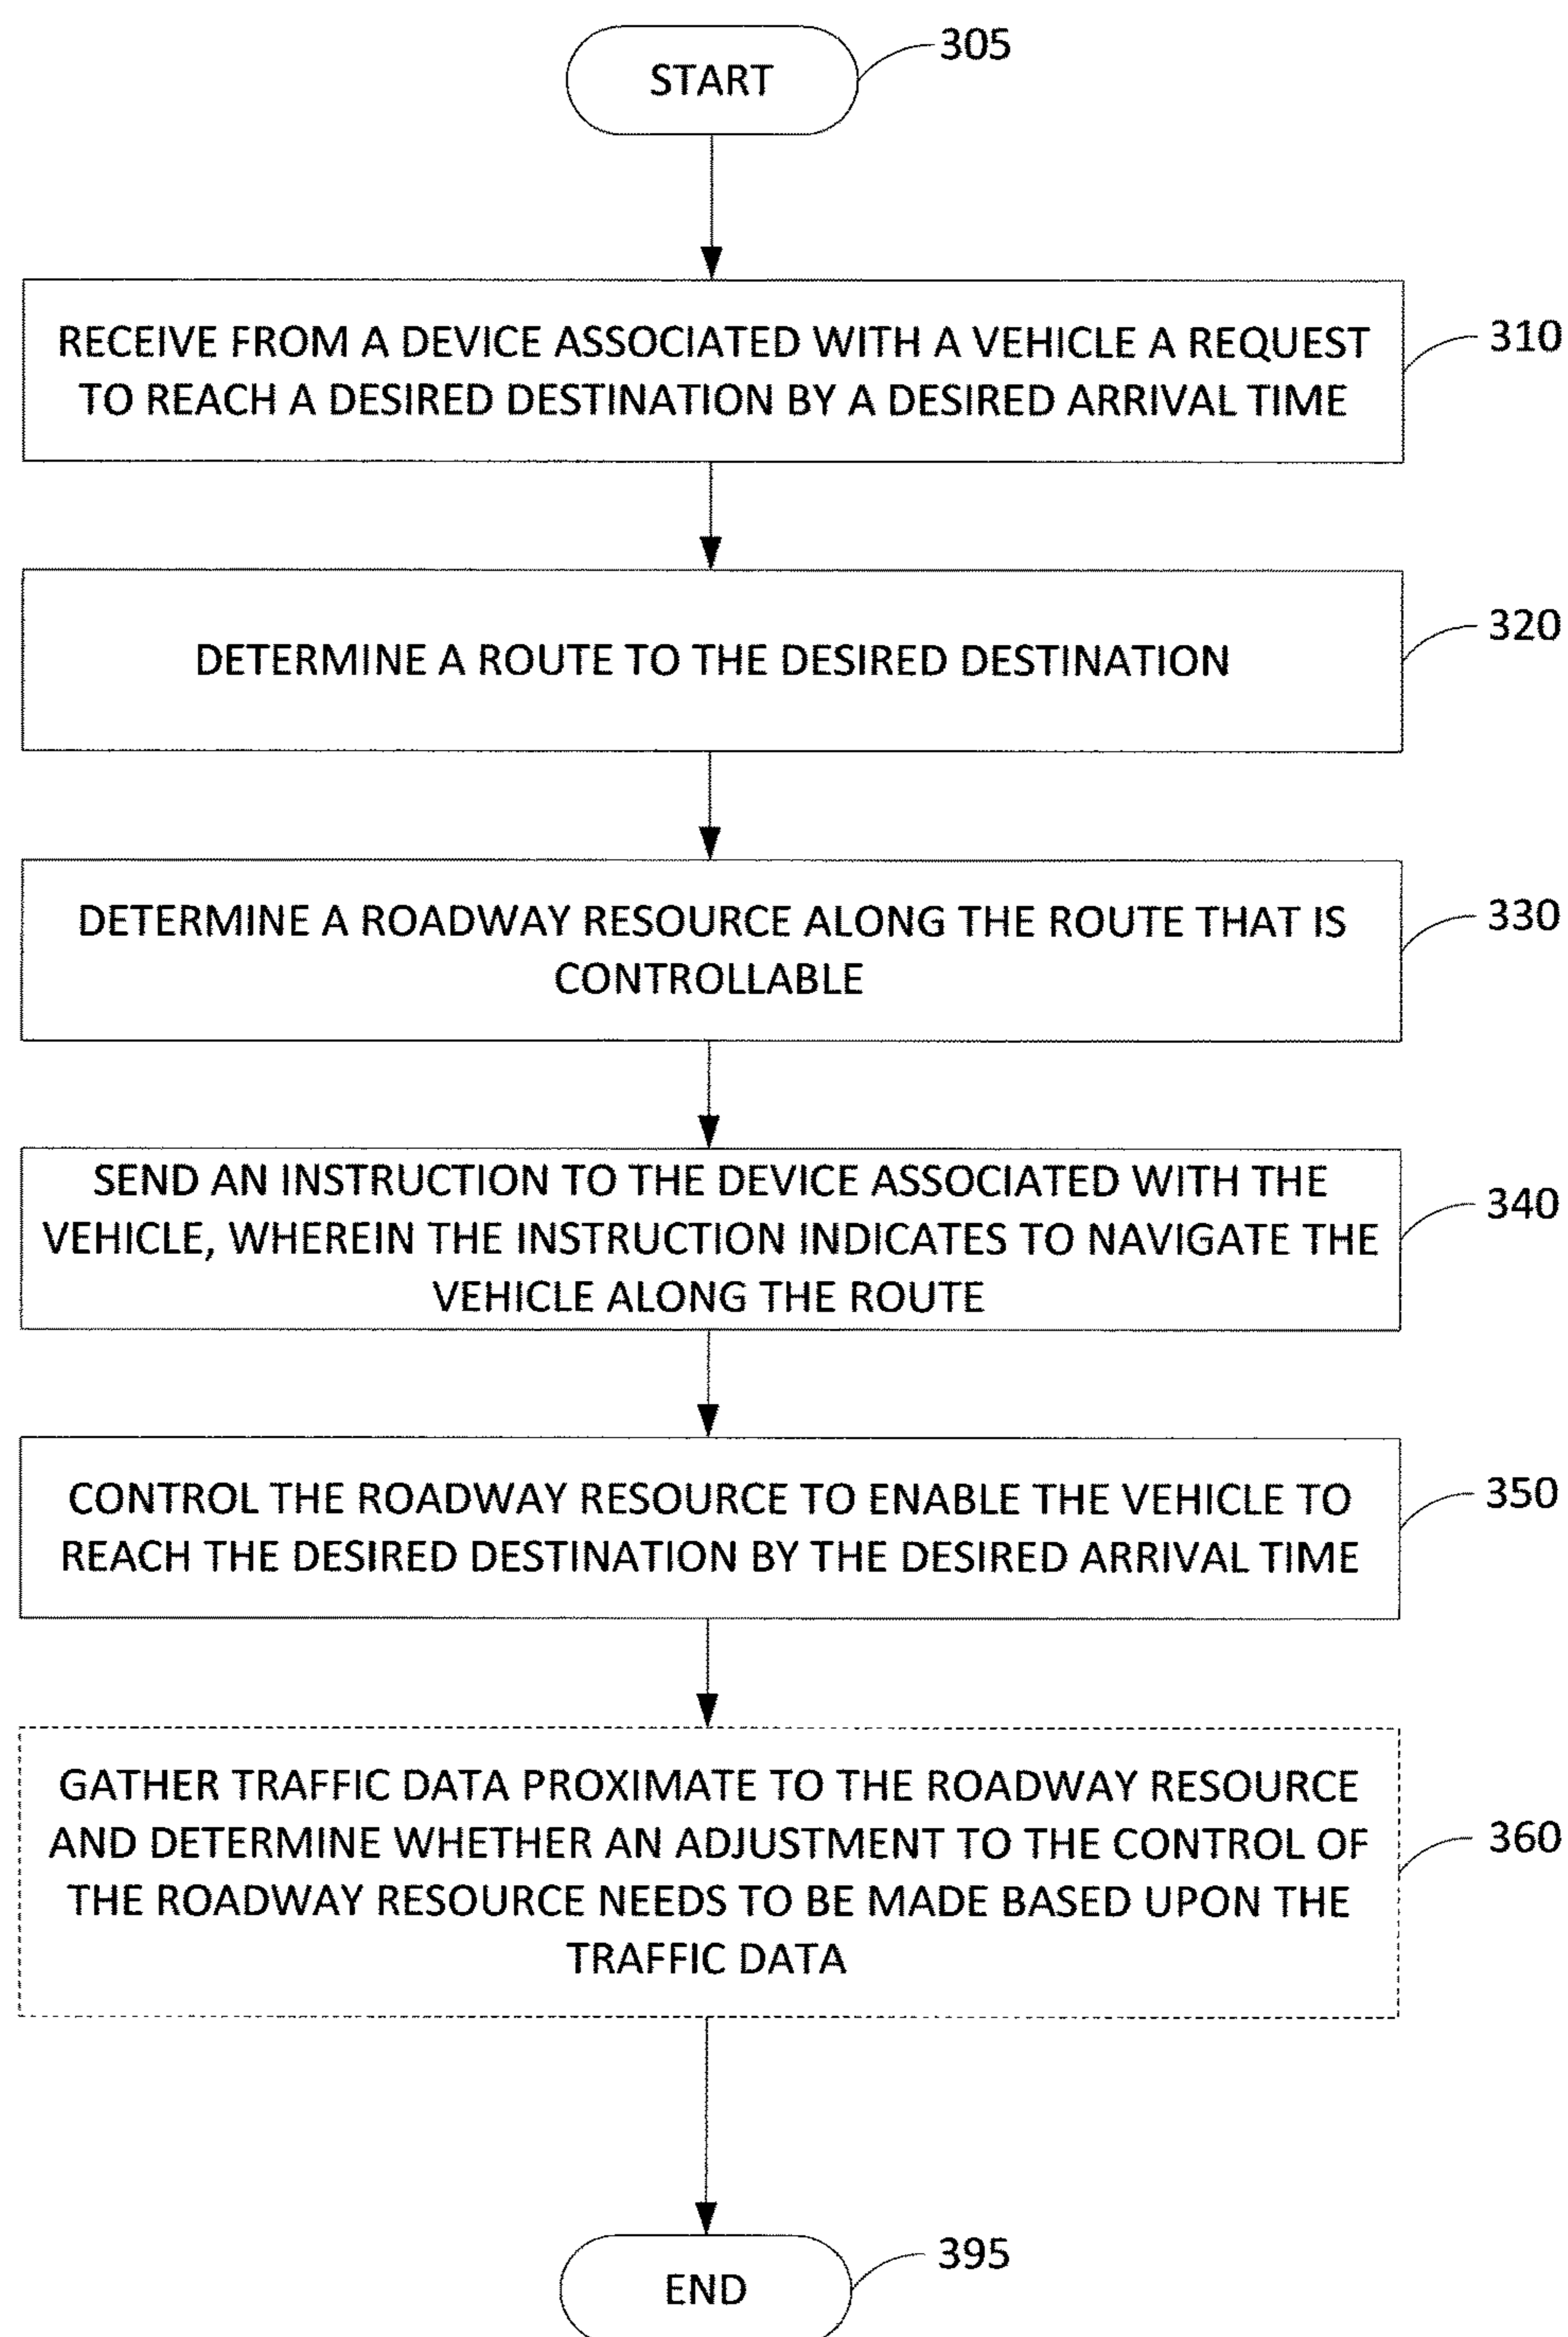 START
305
RECEIVE FROM A DEVICE ASSOCIATED WITH A VEHICLE A REQUEST
TO REACH A DESIRED DESTINATION BY A DESIRED ARRIVAL TIME
310
DETERMINE A ROUTE TO THE DESIRED DESTINATION
320
DETERMINE A ROADWAY RESOURCE ALONG THE ROUTE THAT IS
CONTROLLABLE
330
SEND AN INSTRUCTION TO THE DEVICE ASSOCIATED WITH THE
VEHICLE, WHEREIN THE INSTRUCTION INDICATES TO NAVIGATE THE
VEHICLE ALONG THE ROUTE
340
CONTROL THE ROADWAY RESOURCE TO ENABLE THE VEHICLE TO
REACH THE DESIRED DESTINATION BY THE DESIRED ARRIVAL TIME
350
GATHER TRAFFIC DATA PROXIMATE TO THE ROADWAY RESOURCE
AND DETERMINE WHETHER AN ADJUSTMENT TO THE CONTROL OF
THE ROADWAY RESOURCE NEEDS TO BE MADE BASED UPON THE
TRAFFIC DATA
360
END
395